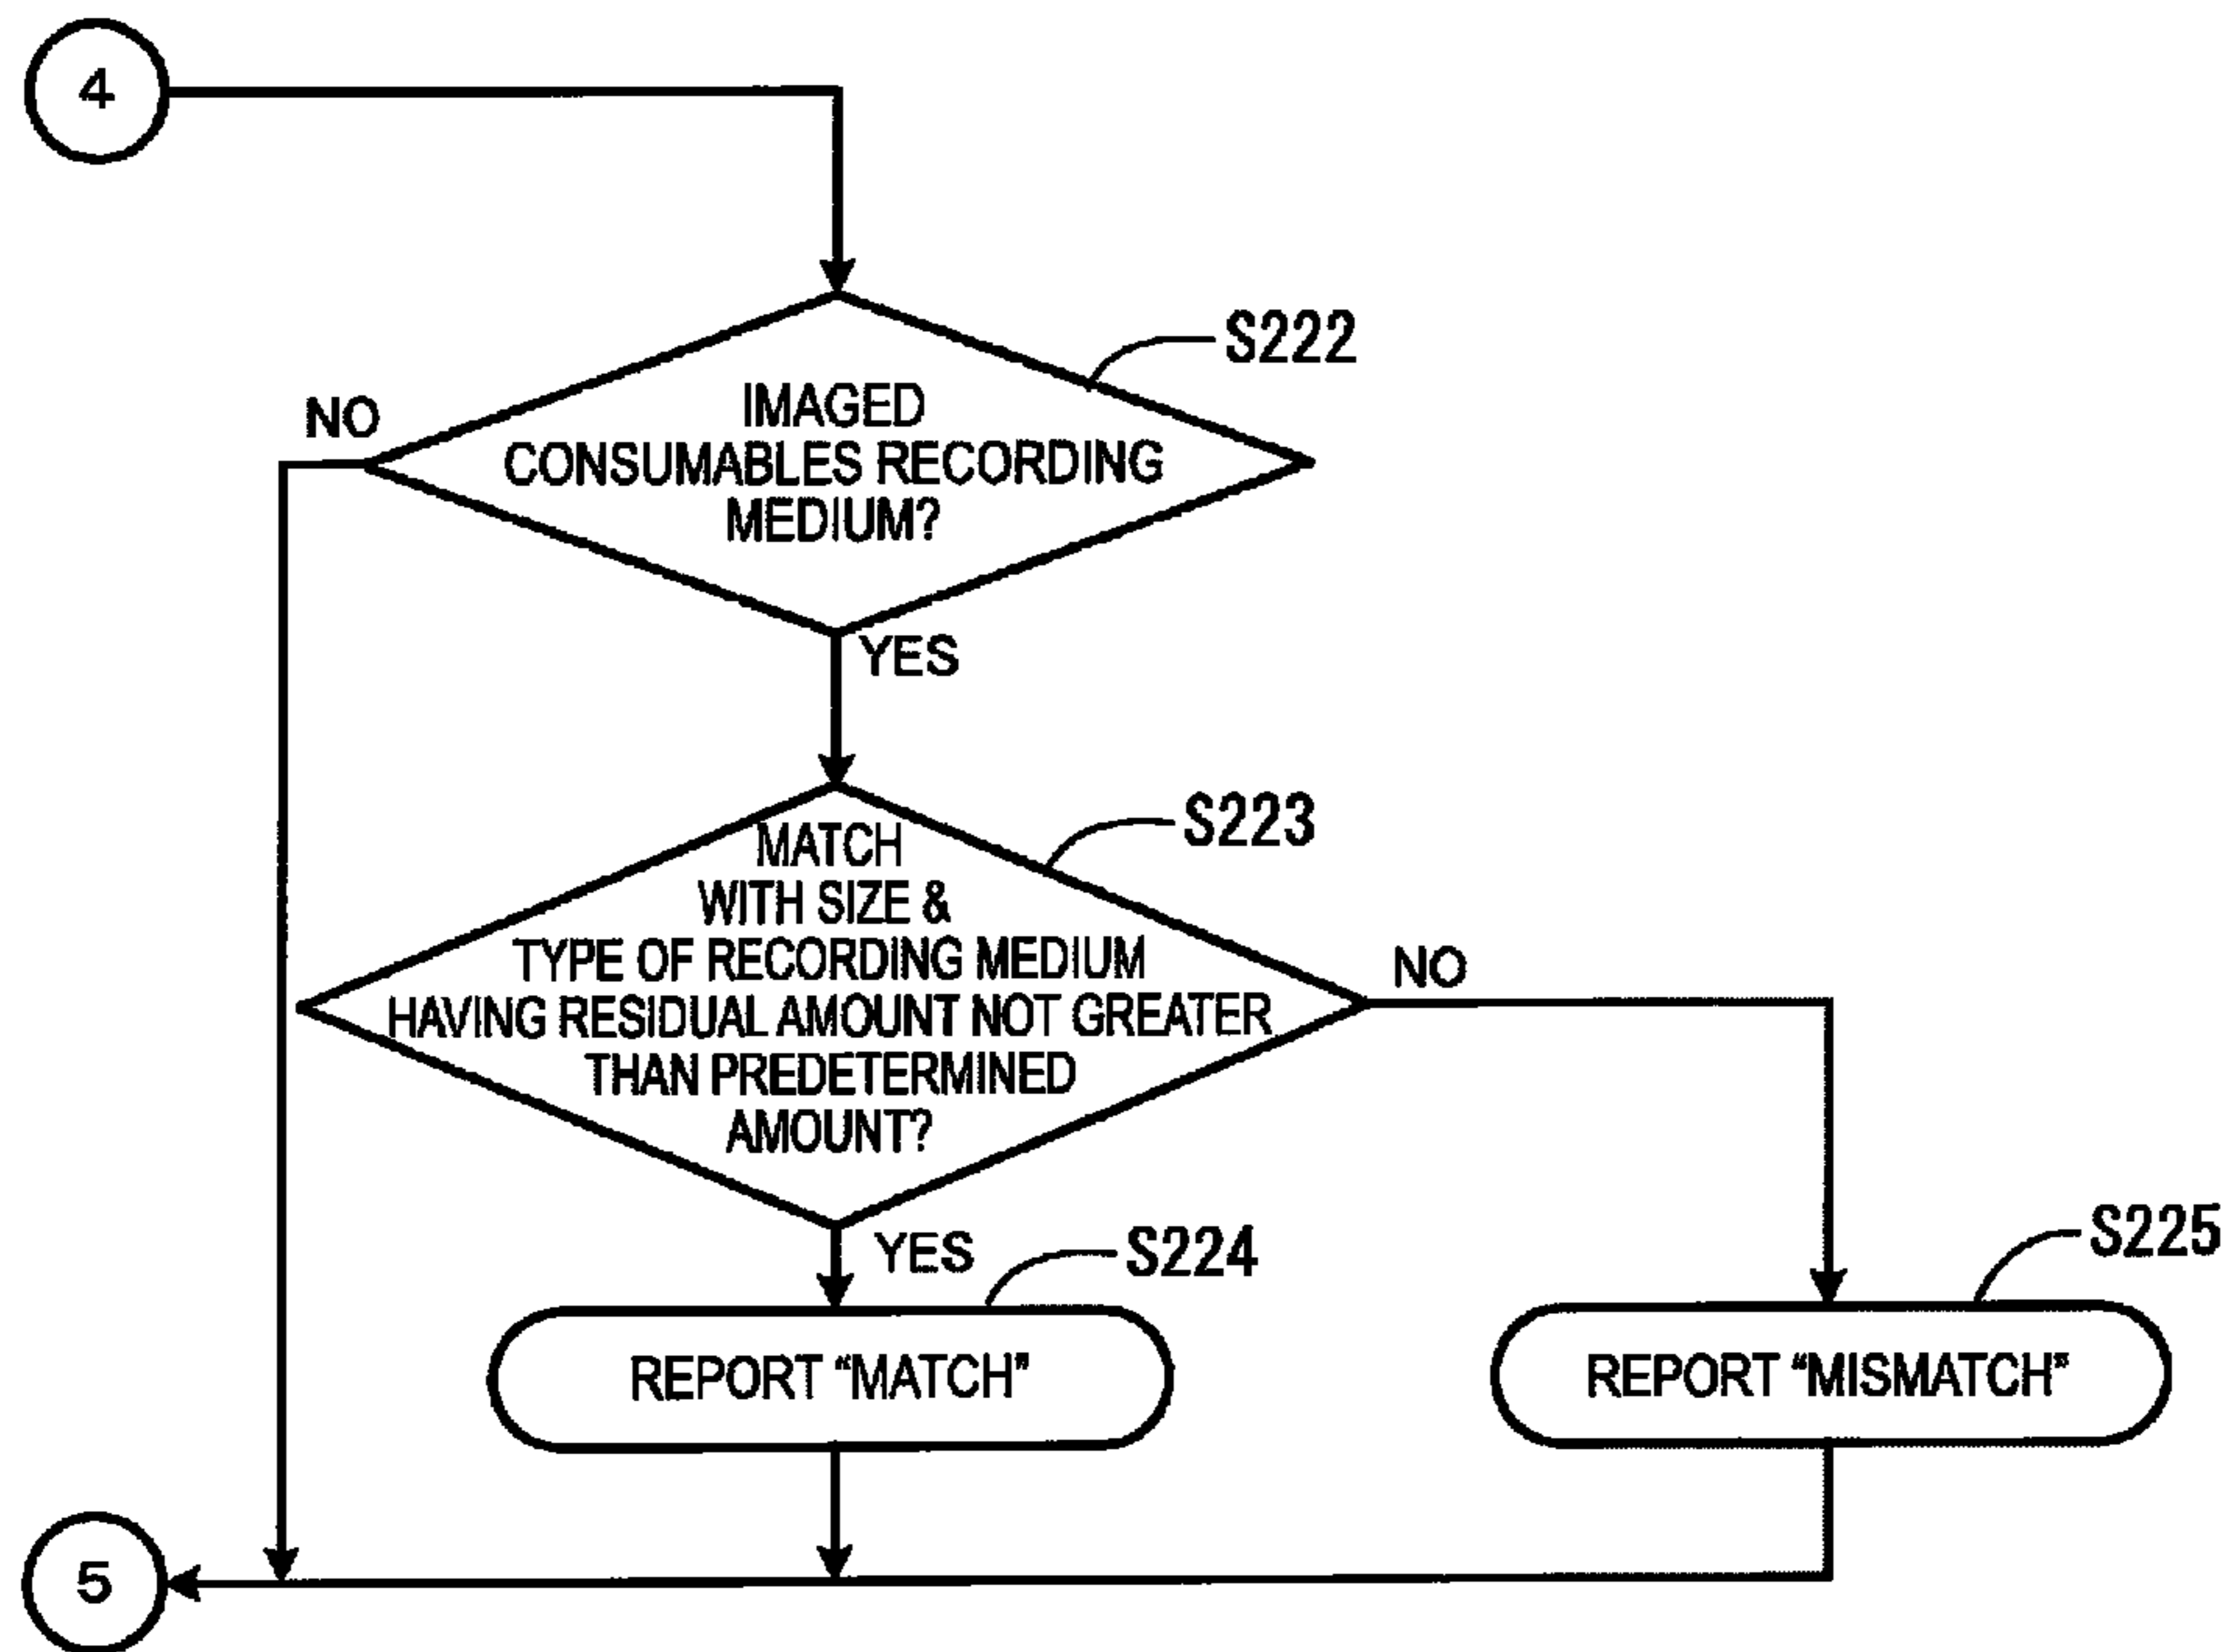 4
S222
NO
IMAGED
CONSUMABLES RECORDING
MEDIUM?
YES
S223
MATCH
WITH SIZE &
TYPE OF RECORDING MEDIUM
HAVING RESIDUAL AMOUNT NOT GREATER
THAN PREDETERMINED
AMOUNT?
NO
YES
S224
S225
REPORT “MATCH”
REPORT “MISMATCH”
5